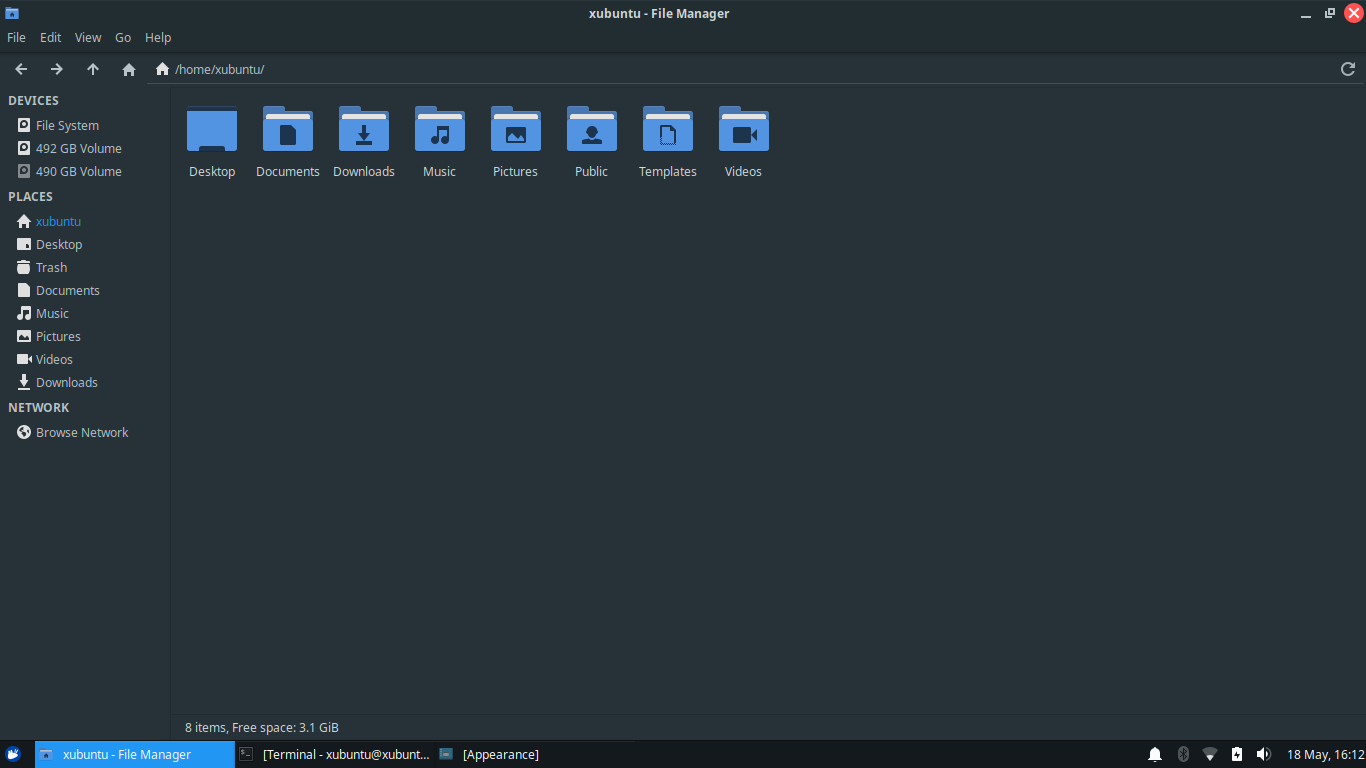 xubuntu - File Manager
File Edit View Go Help
/home/xubuntu/
DEVICES
File System
492 GB Volume
490 GB Volume
PLACES
xubuntu
Desktop
Trash
Documents
Music
Pictures
Videos
Downloads
NETWORK
Browse Network
Desktop Documents Downloads Music Pictures Public Templates Videos
8 items, Free space: 3.1 GiB
xubuntu - File Manager [Terminal - xubuntu@xubunt... [Appearance] 18 May, 16:12